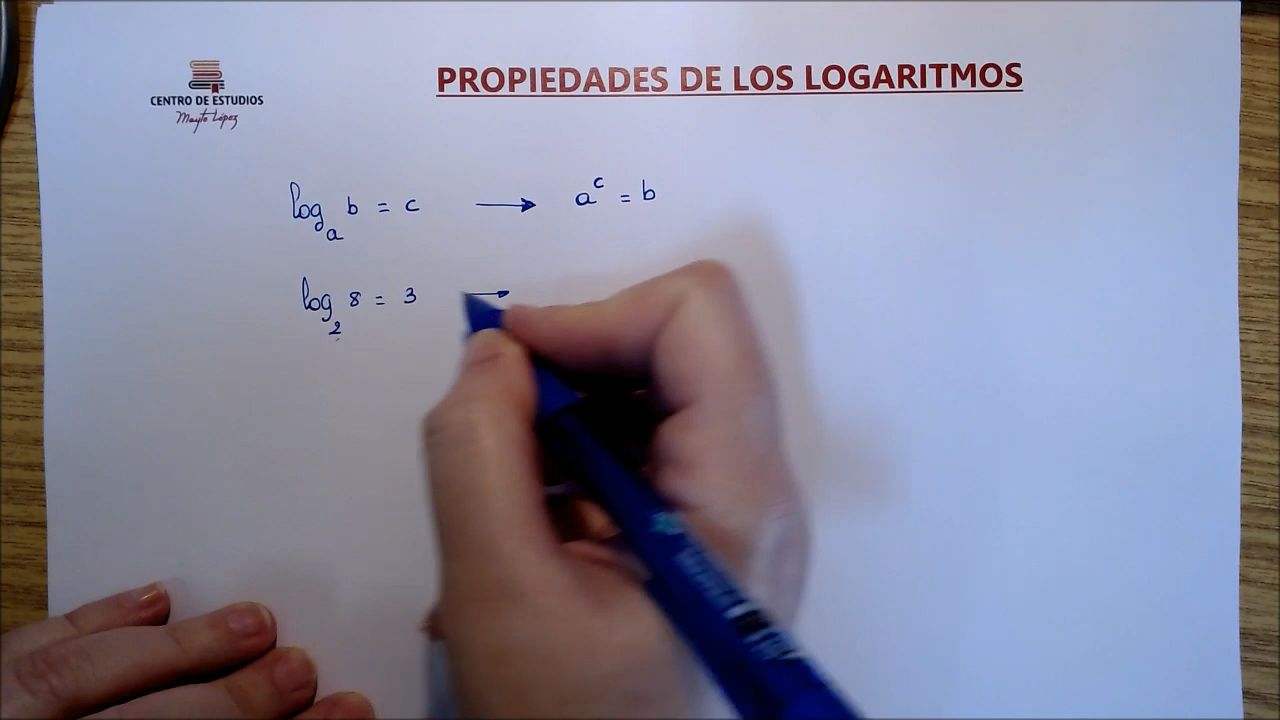 CENTRO DE ESTUDIOS
Mayte López
PROPIEDADES DE LOS LOGARITMOS
log_a b = c → a^c = b
log_2 8 = 3 →